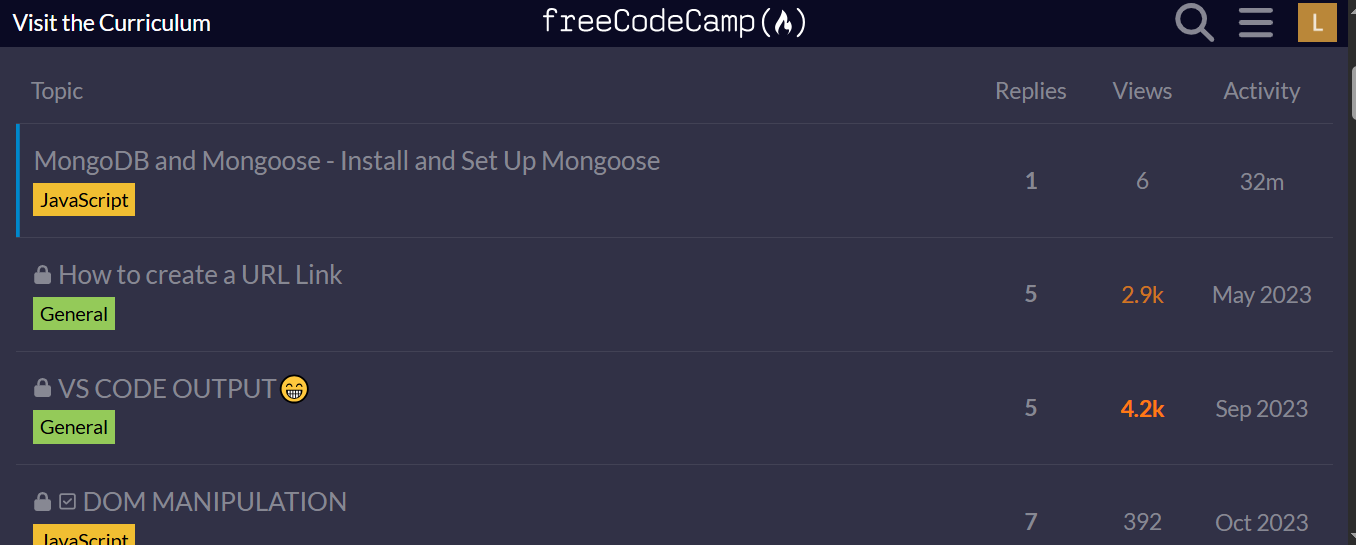 Visit the Curriculum freeCodeCamp(🔥) L
Topic Replies Views Activity
MongoDB and Mongoose - Install and Set Up Mongoose
JavaScript
1 6 32m
How to create a URL Link
General
5 2.9k May 2023
VS CODE OUTPUT😁
General
5 4.2k Sep 2023
DOM MANIPULATION
JavaScript
7 392 Oct 2023